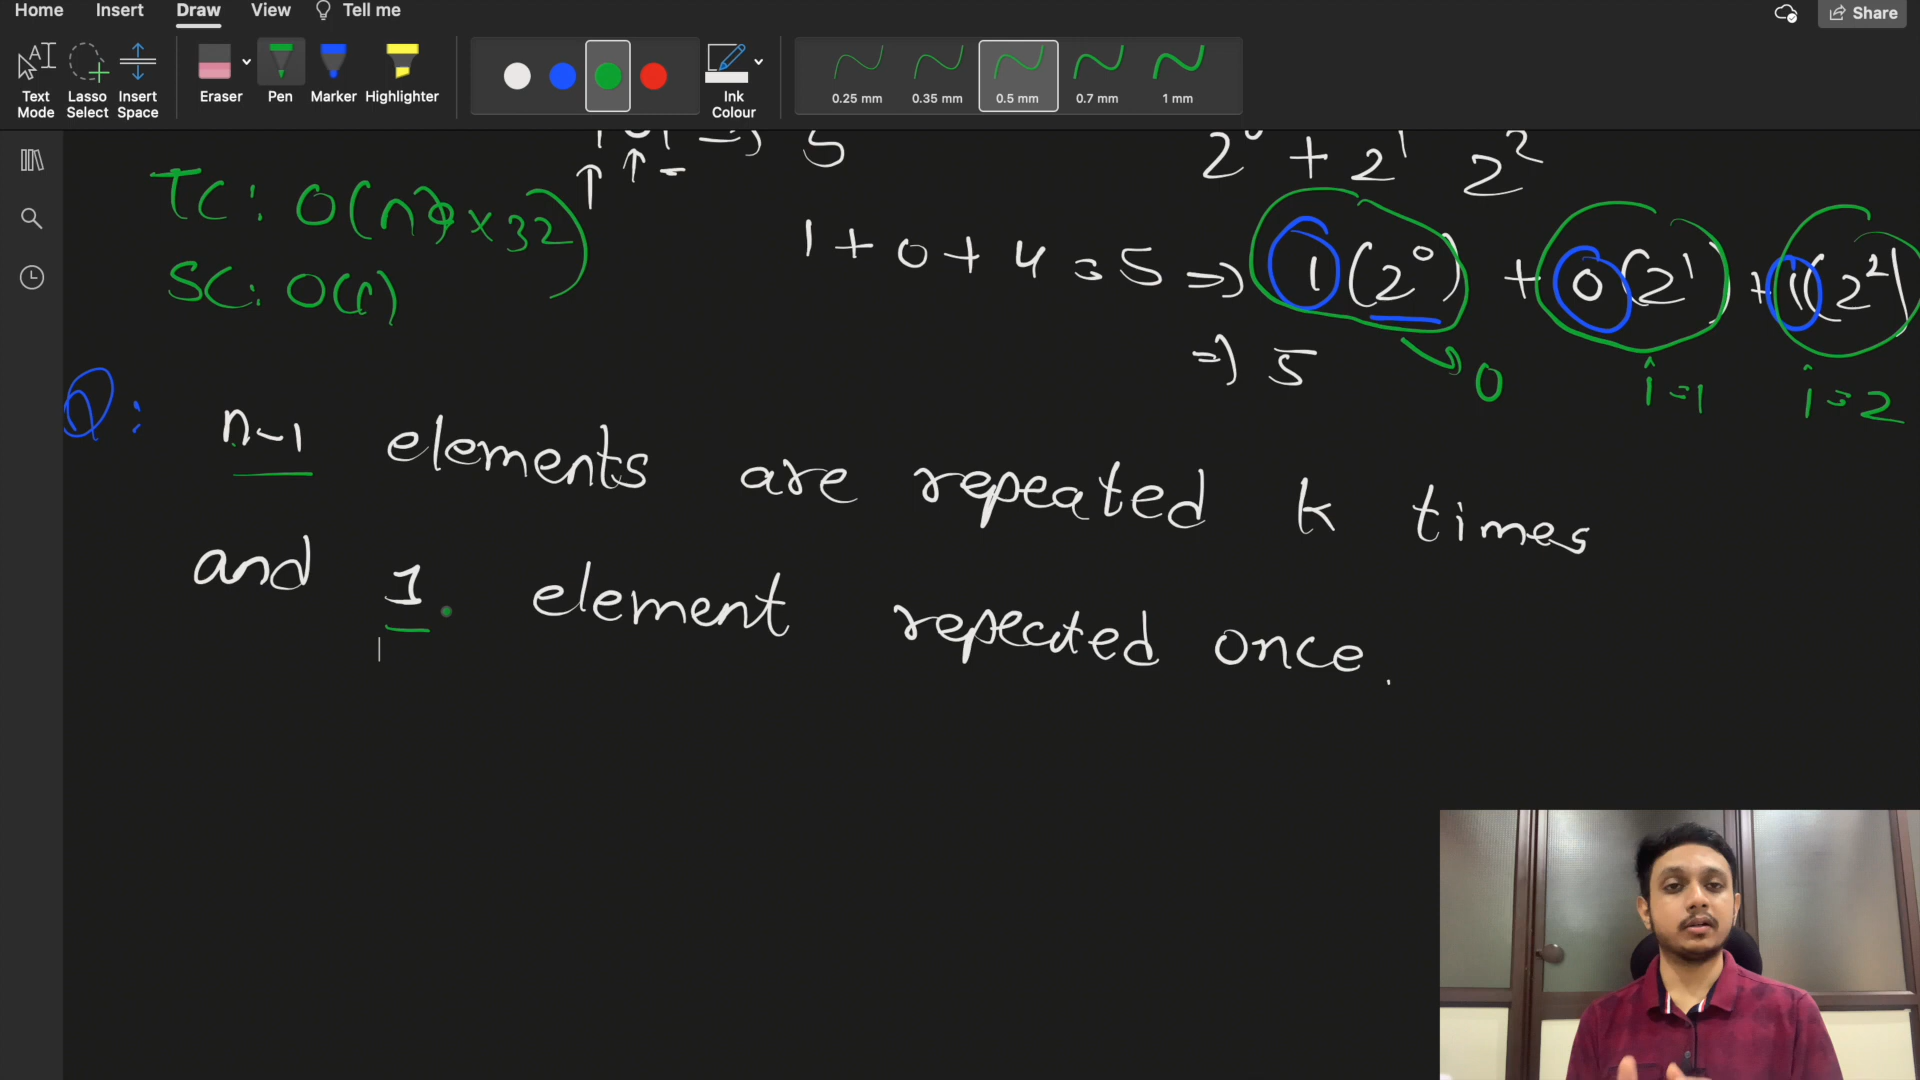 Home Insert Draw View Tell me Share
Text Mode Lasso Select Insert Space Eraser Pen Marker Highlighter Ink Colour 0.25 mm 0.35 mm 0.5 mm 0.7 mm 1 mm
5
2⁰ + 2¹ 2²
TC: O(n) × 32)
SC: O(1)
1 + 0 + 4 = 5 => 1(2⁰) + 0(2¹) + 1(2²)
=> 5 0 i=1 i=2
Q: n-1 elements are repeated k times
and 1 element repeated once.